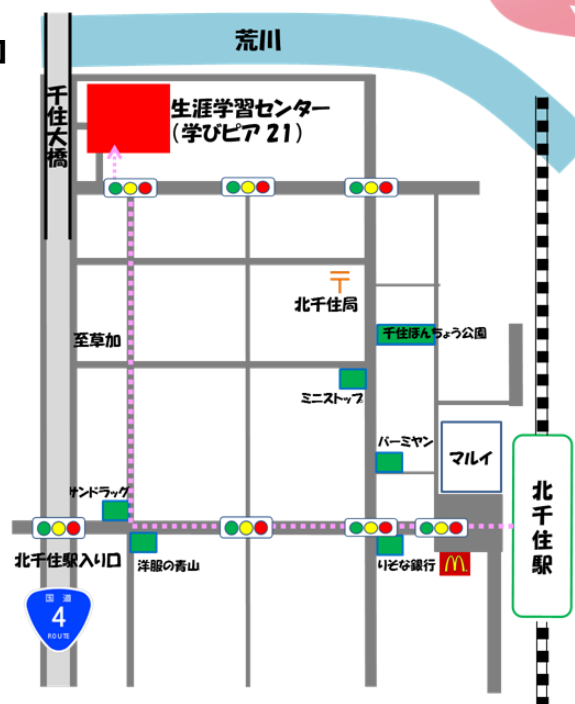 荒川
千住大橋
生涯学習センター
(学びピア 21)
北千住局
至草加
千住ほんちょう公園
ミニストップ
バーミヤン
マルイ
サンドラッグ
北千住駅
北千住駅入り口
洋服の青山
りそな銀行
国道
4
ROUTE